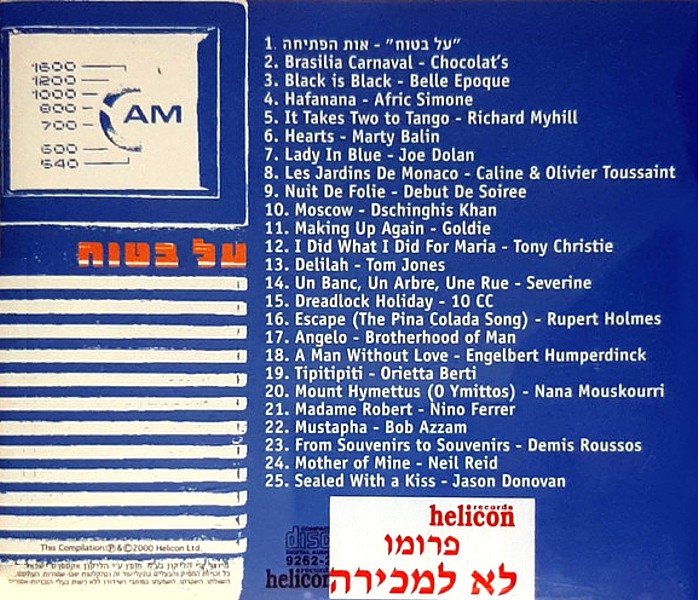 1600
1200
1000
800
700
600
540
AM
על בטוח
1. "על בטוח" - אות הפתיחה
2. Brasilia Carnaval - Chocolat's
3. Black is Black - Belle Epoque
4. Hafanana - Afric Simone
5. It Takes Two to Tango - Richard Myhill
6. Hearts - Marty Balin
7. Lady In Blue - Joe Dolan
8. Les Jardins De Monaco - Caline & Olivier Toussaint
9. Nuit De Folie - Debut De Soiree
10. Moscow - Dschinghis Khan
11. Making Up Again - Goldie
12. I Did What I Did For Maria - Tony Christie
13. Delilah - Tom Jones
14. Un Banc, Un Arbre, Une Rue - Severine
15. Dreadlock Holiday - 10 CC
16. Escape (The Pina Colada Song) - Rupert Holmes
17. Angelo - Brotherhood of Man
18. A Man Without Love - Engelbert Humperdinck
19. Tipitipiti - Orietta Berti
20. Mount Hymettus (O Ymittos) - Nana Mouskourri
21. Madame Robert - Nino Ferrer
22. Mustapha - Bob Azzam
23. From Souvenirs to Souvenirs - Demis Roussos
24. Mother of Mine - Neil Reid
25. Sealed With a Kiss - Jason Donovan
This Compilation:Ⓟ&©2000 Helicon Ltd.
COMPACT
disc
DIGITAL AUDIO
9262-2
helicon
records
helicon
פרומו
לא למכירה